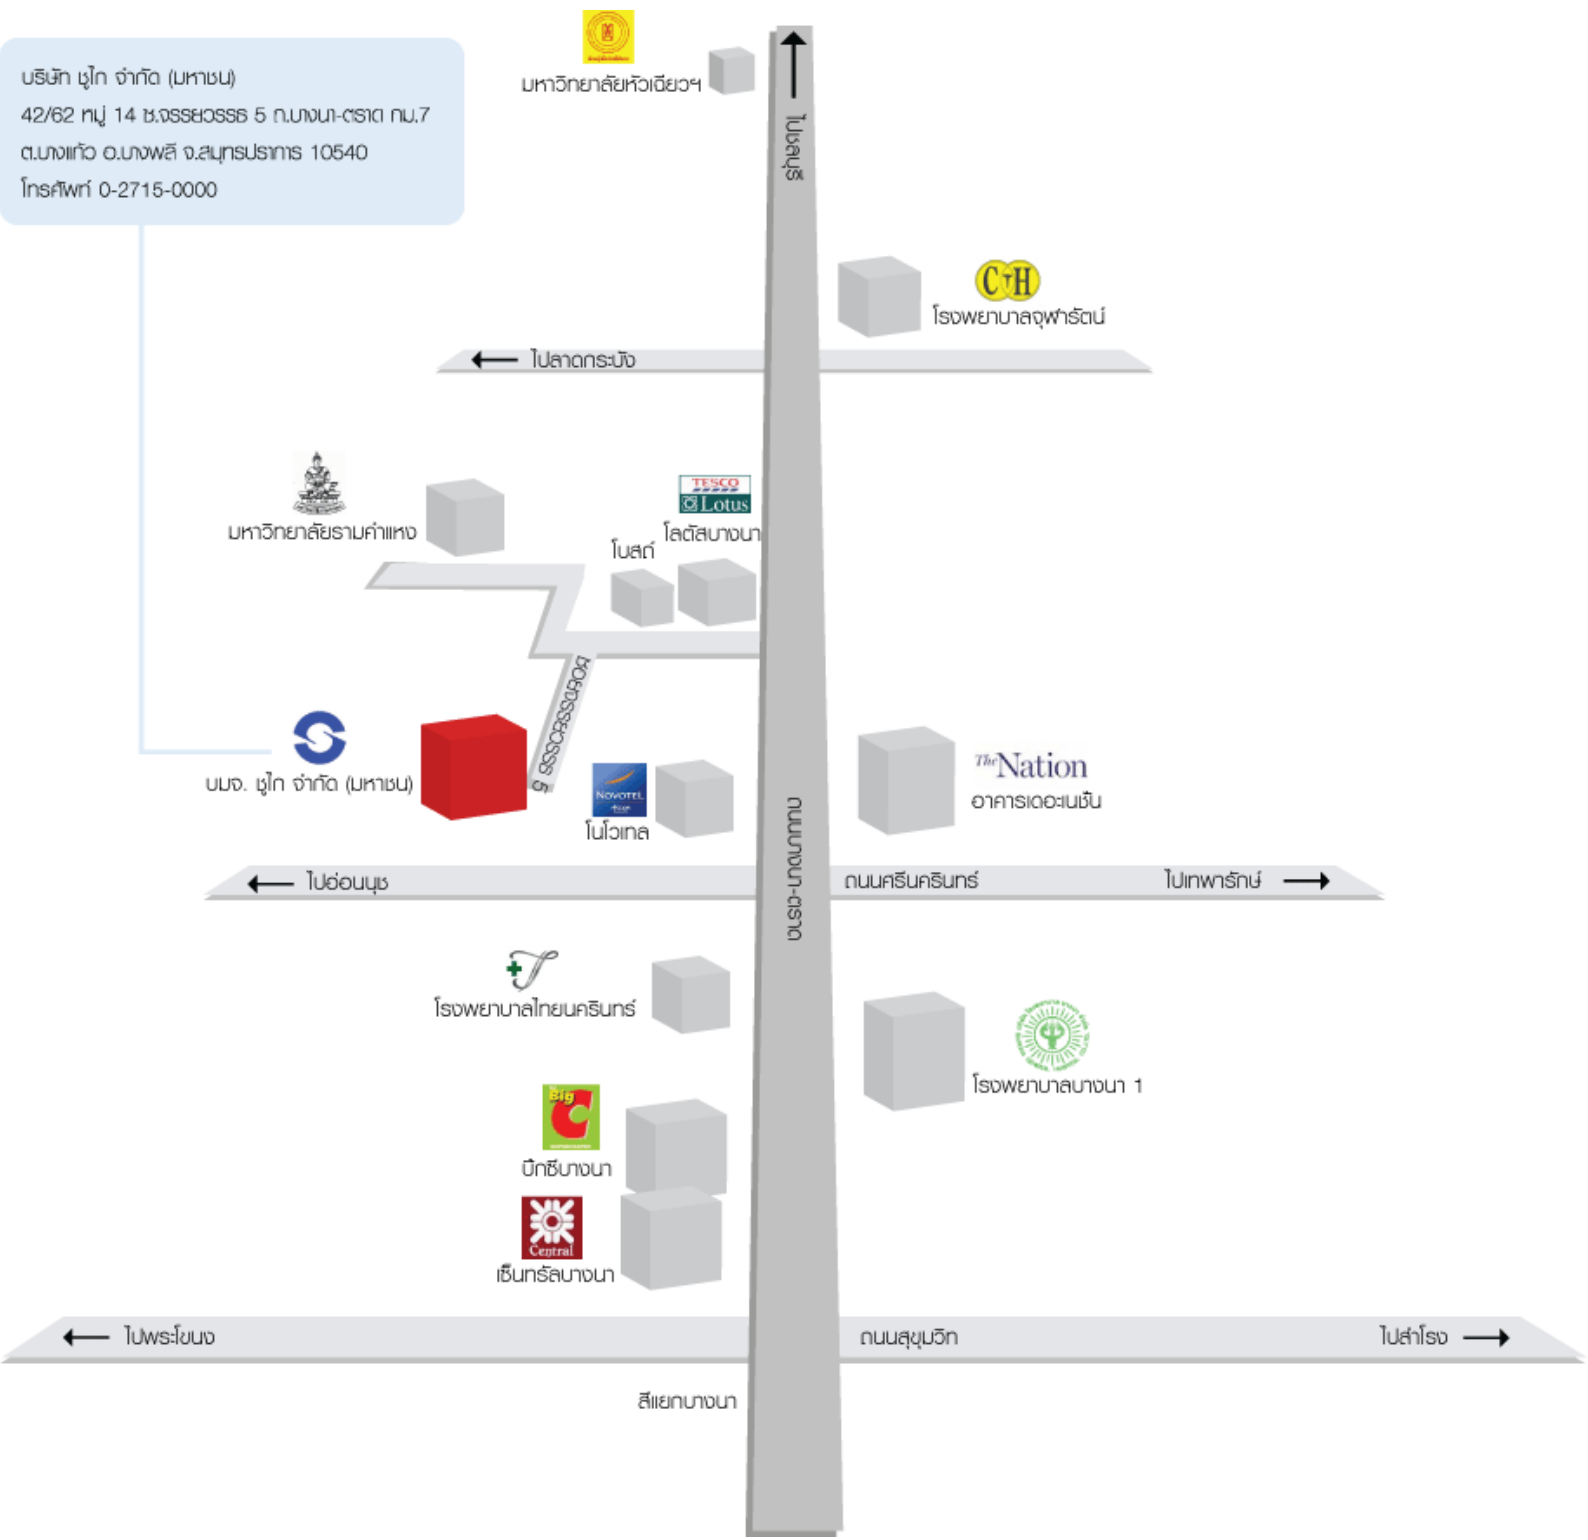 บริษัท ชูไก จำกัด (มหาชน)
42/62 หมู่ 14 ซ.จรรยวรรธ 5 ถ.บางนา-ตราด กม.7
ต.บางแก้ว อ.บางพลี จ.สมุทรปราการ 10540
โทรศัพท์ 0-2715-0000
มหาวิทยาลัยหัวเฉียวฯ
ไปชลบุรี
CTH
โรงพยาบาลจุฬารัตน์
ไปลาดกระบัง
มหาวิทยาลัยรามคำแหง
TESCO
Lotus
โลตัสบางนา
โบสถ์
ซอยจรรยวรรธ 5
บมจ. ชูไก จำกัด (มหาชน)
NOVOTEL
โนโวเทล
The Nation
อาคารเดอะเนชั่น
ถนนบางนา-ตราด
ไปอ่อนนุช
ถนนศรีนครินทร์
ไปเทพารักษ์
โรงพยาบาลไทยนครินทร์
โรงพยาบาลบางนา 1
Big C
บิ๊กซีบางนา
Central
เซ็นทรัลบางนา
ไปพระโขนง
ถนนสุขุมวิท
ไปสำโรง
สี่แยกบางนา